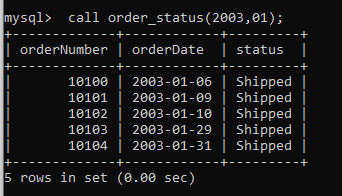 mysql>  call order_status(2003,01);
+-------------+------------+---------+
| orderNumber | orderDate  | status  |
+-------------+------------+---------+
|       10100 | 2003-01-06 | Shipped |
|       10101 | 2003-01-09 | Shipped |
|       10102 | 2003-01-10 | Shipped |
|       10103 | 2003-01-29 | Shipped |
|       10104 | 2003-01-31 | Shipped |
+-------------+------------+---------+
5 rows in set (0.00 sec)